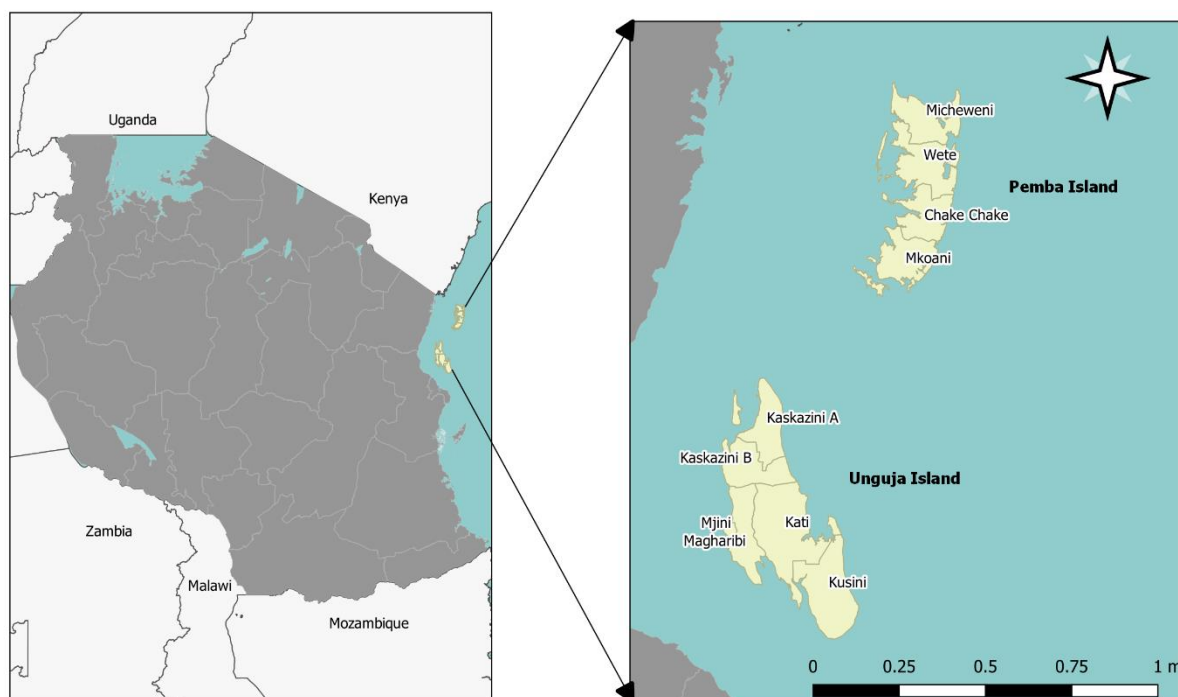 Uganda
Kenya
Zambia
Malawi
Mozambique
Micheweni
Wete
Pemba Island
Chake Chake
Mkoani
Kaskazini A
Kaskazini B
Unguja Island
Mjini
Magharibi
Kati
Kusini
0 0.25 0.5 0.75 1 m